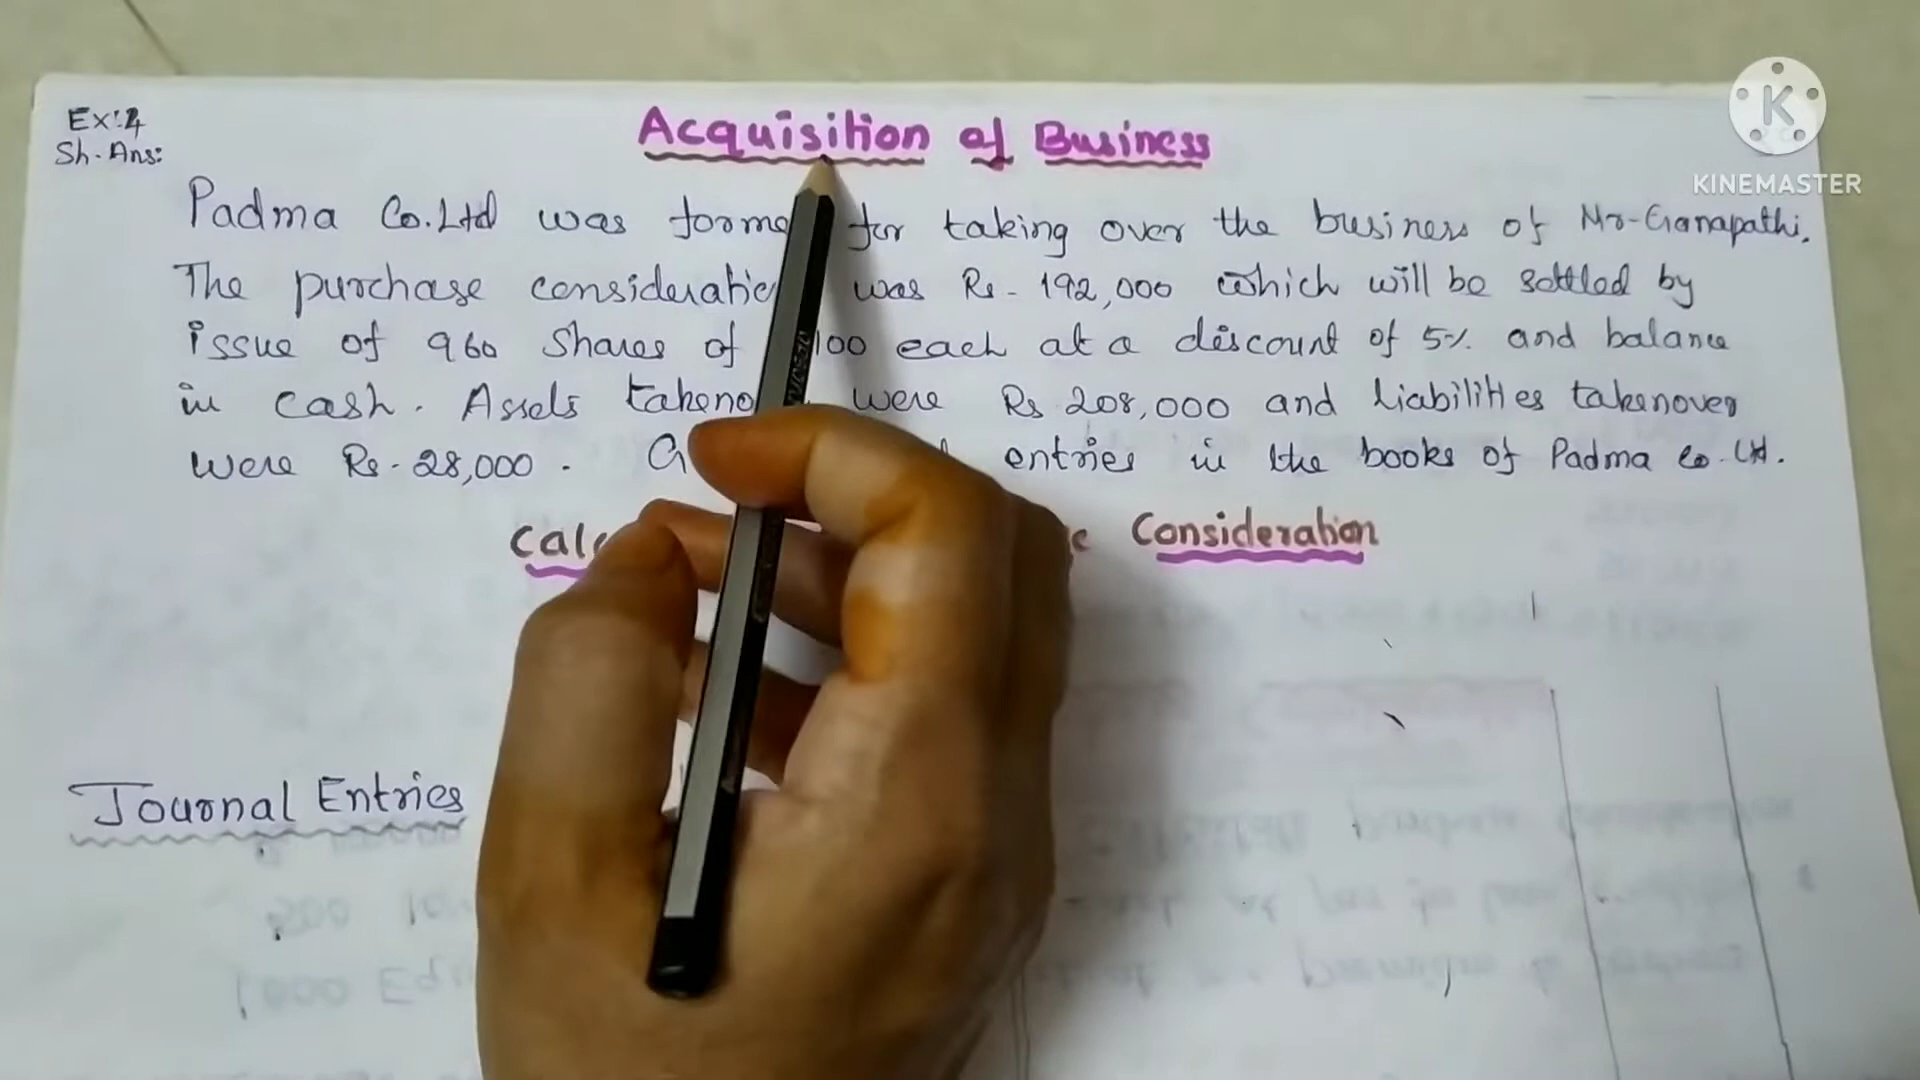 Ex:4
Sh. Ans:
Acquisition of Business
K
KINEMASTER
Padma Co.Ltd was for taking over the business of Mr-Ganapathi.
The purchase was Rs - 192,000 which will be settled by
issue of 960 Shares of 100 each at a discount of 5% and balance
in cash. Assets were Rs 208,000 and liabilities takenover
were Rs. 28,000. entries in the books of Padma Co. Ltd.
Consideration
Journal Entries